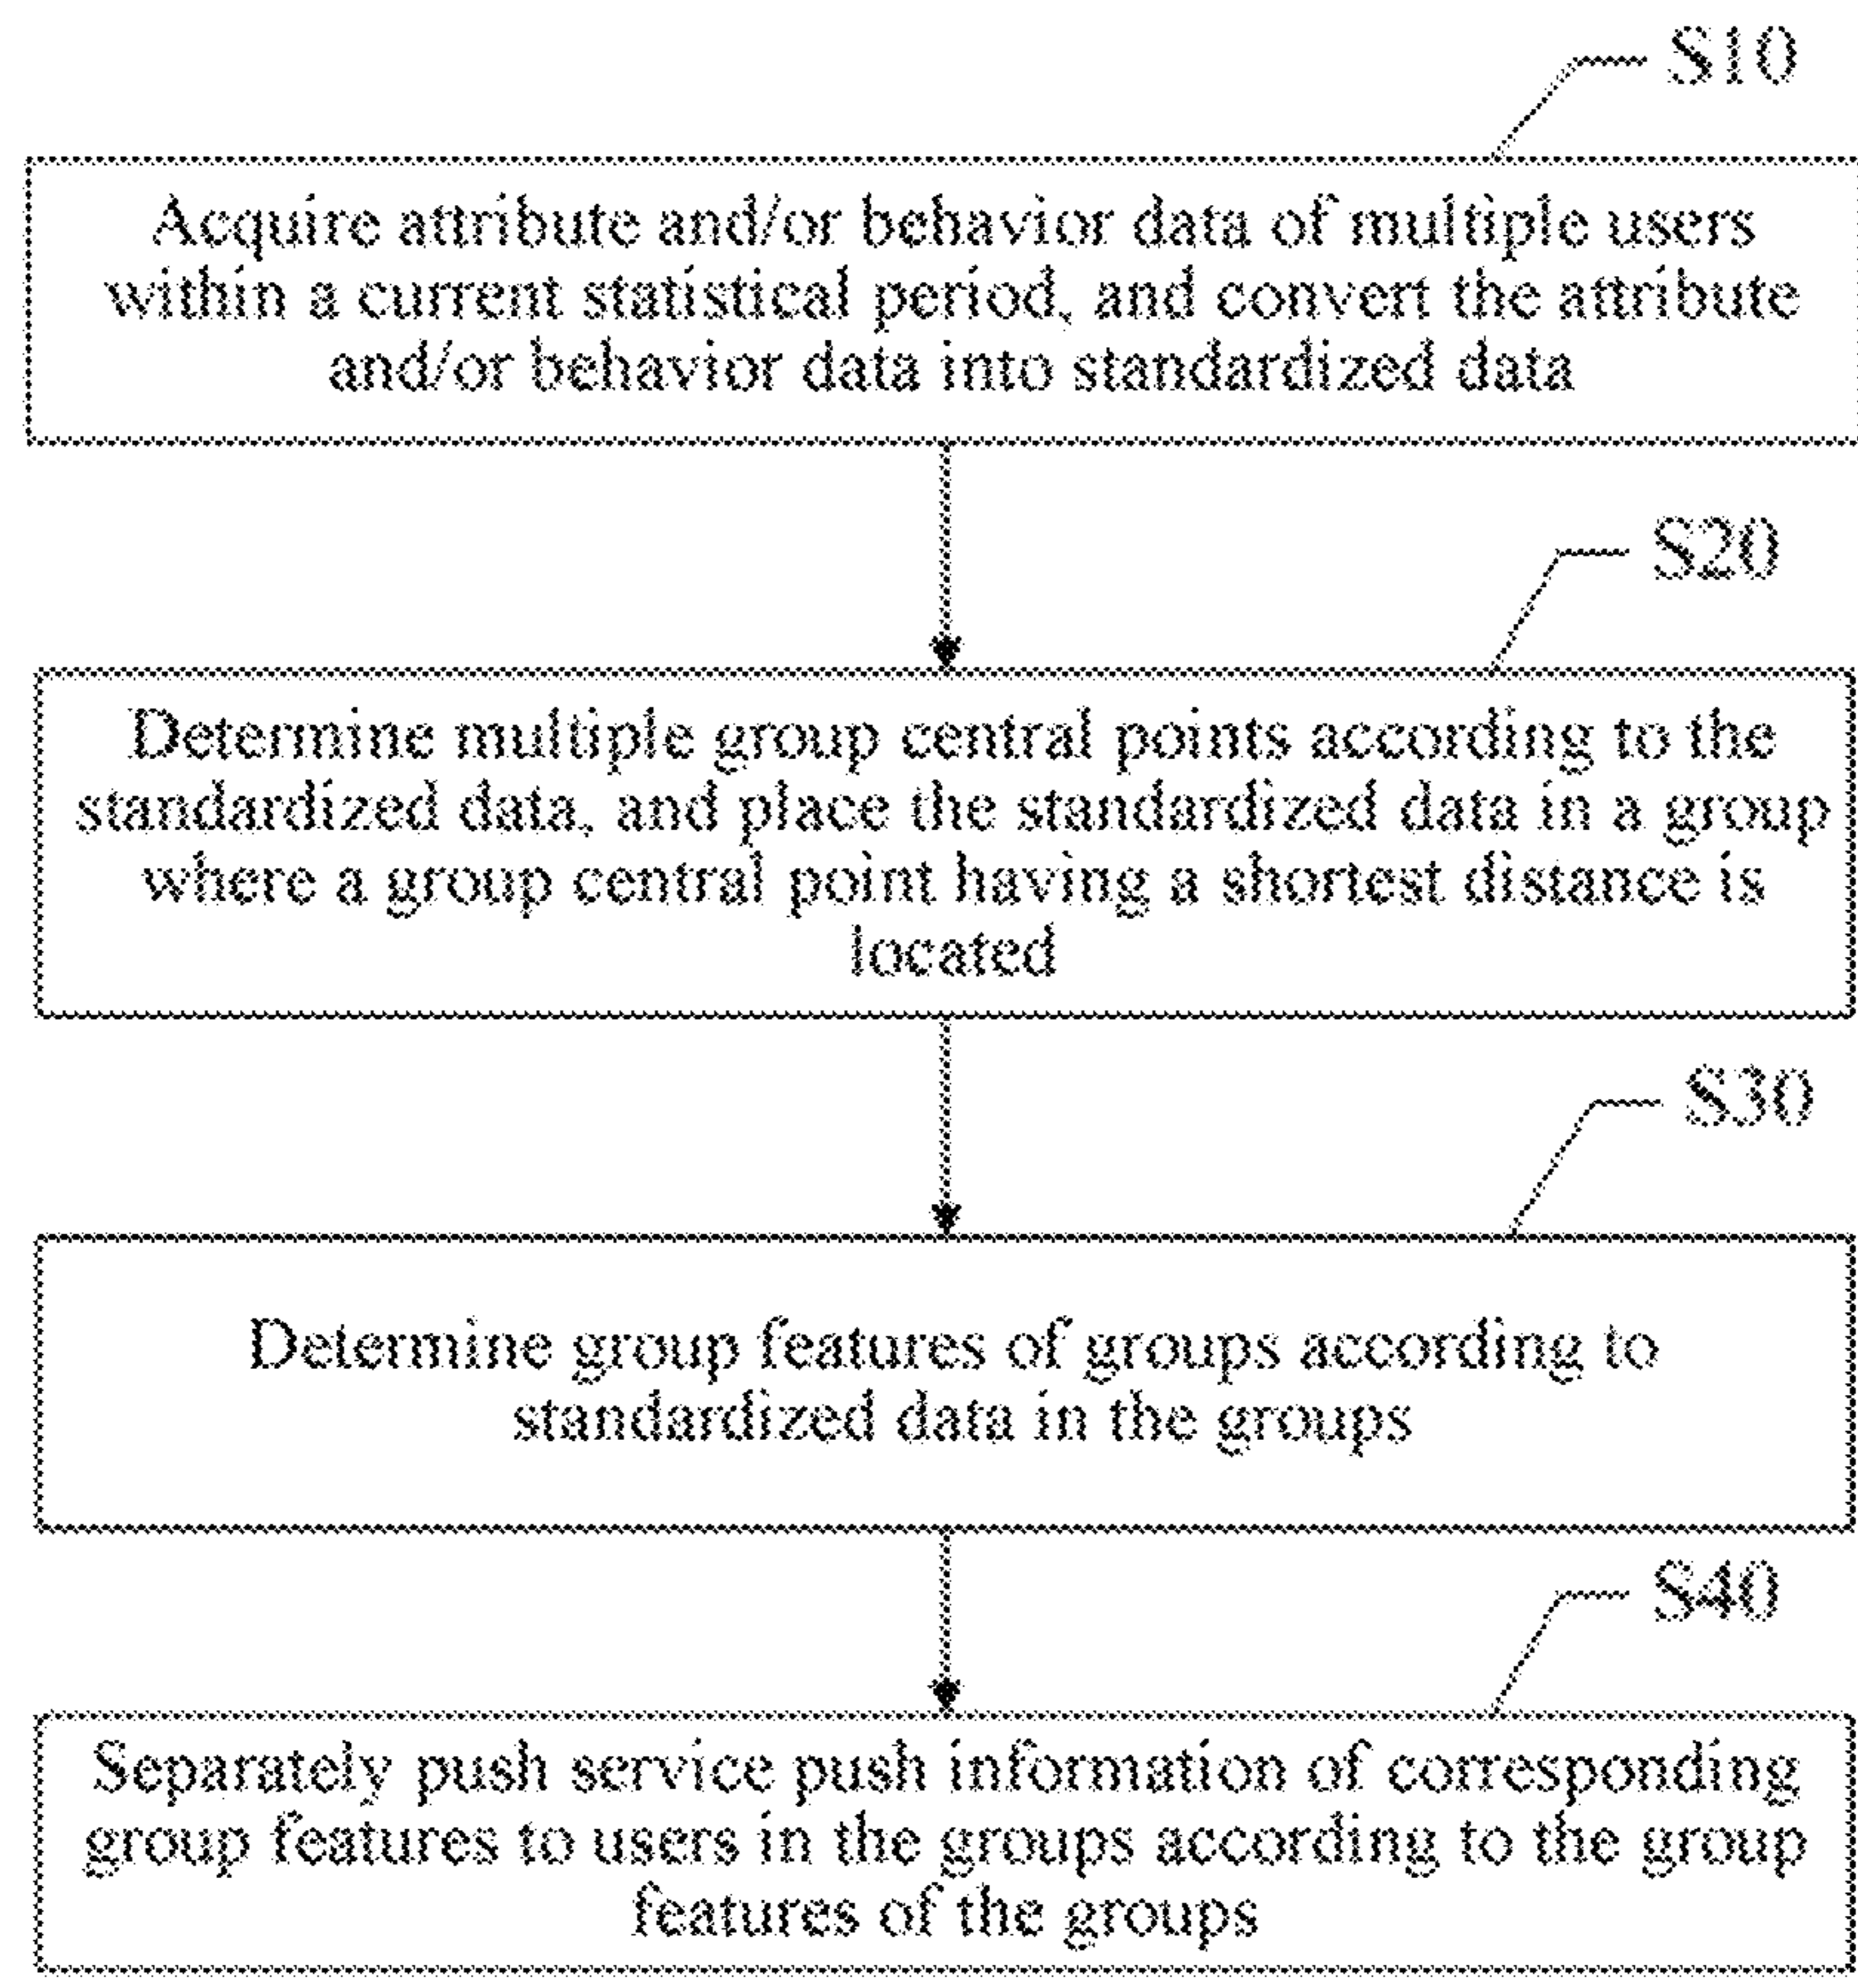 S10
Acquire attribute and/or behavior data of multiple users
within a current statistical period, and convert the attribute
and/or behavior data into standardized data
S20
Determine multiple group central points according to the
standardized data, and place the standardized data in a group
where a group central point having a shortest distance is
located
S30
Determine group features of groups according to
standardized data in the groups
S40
Separately push service push information of corresponding
group features to users in the groups according to the group
features of the groups